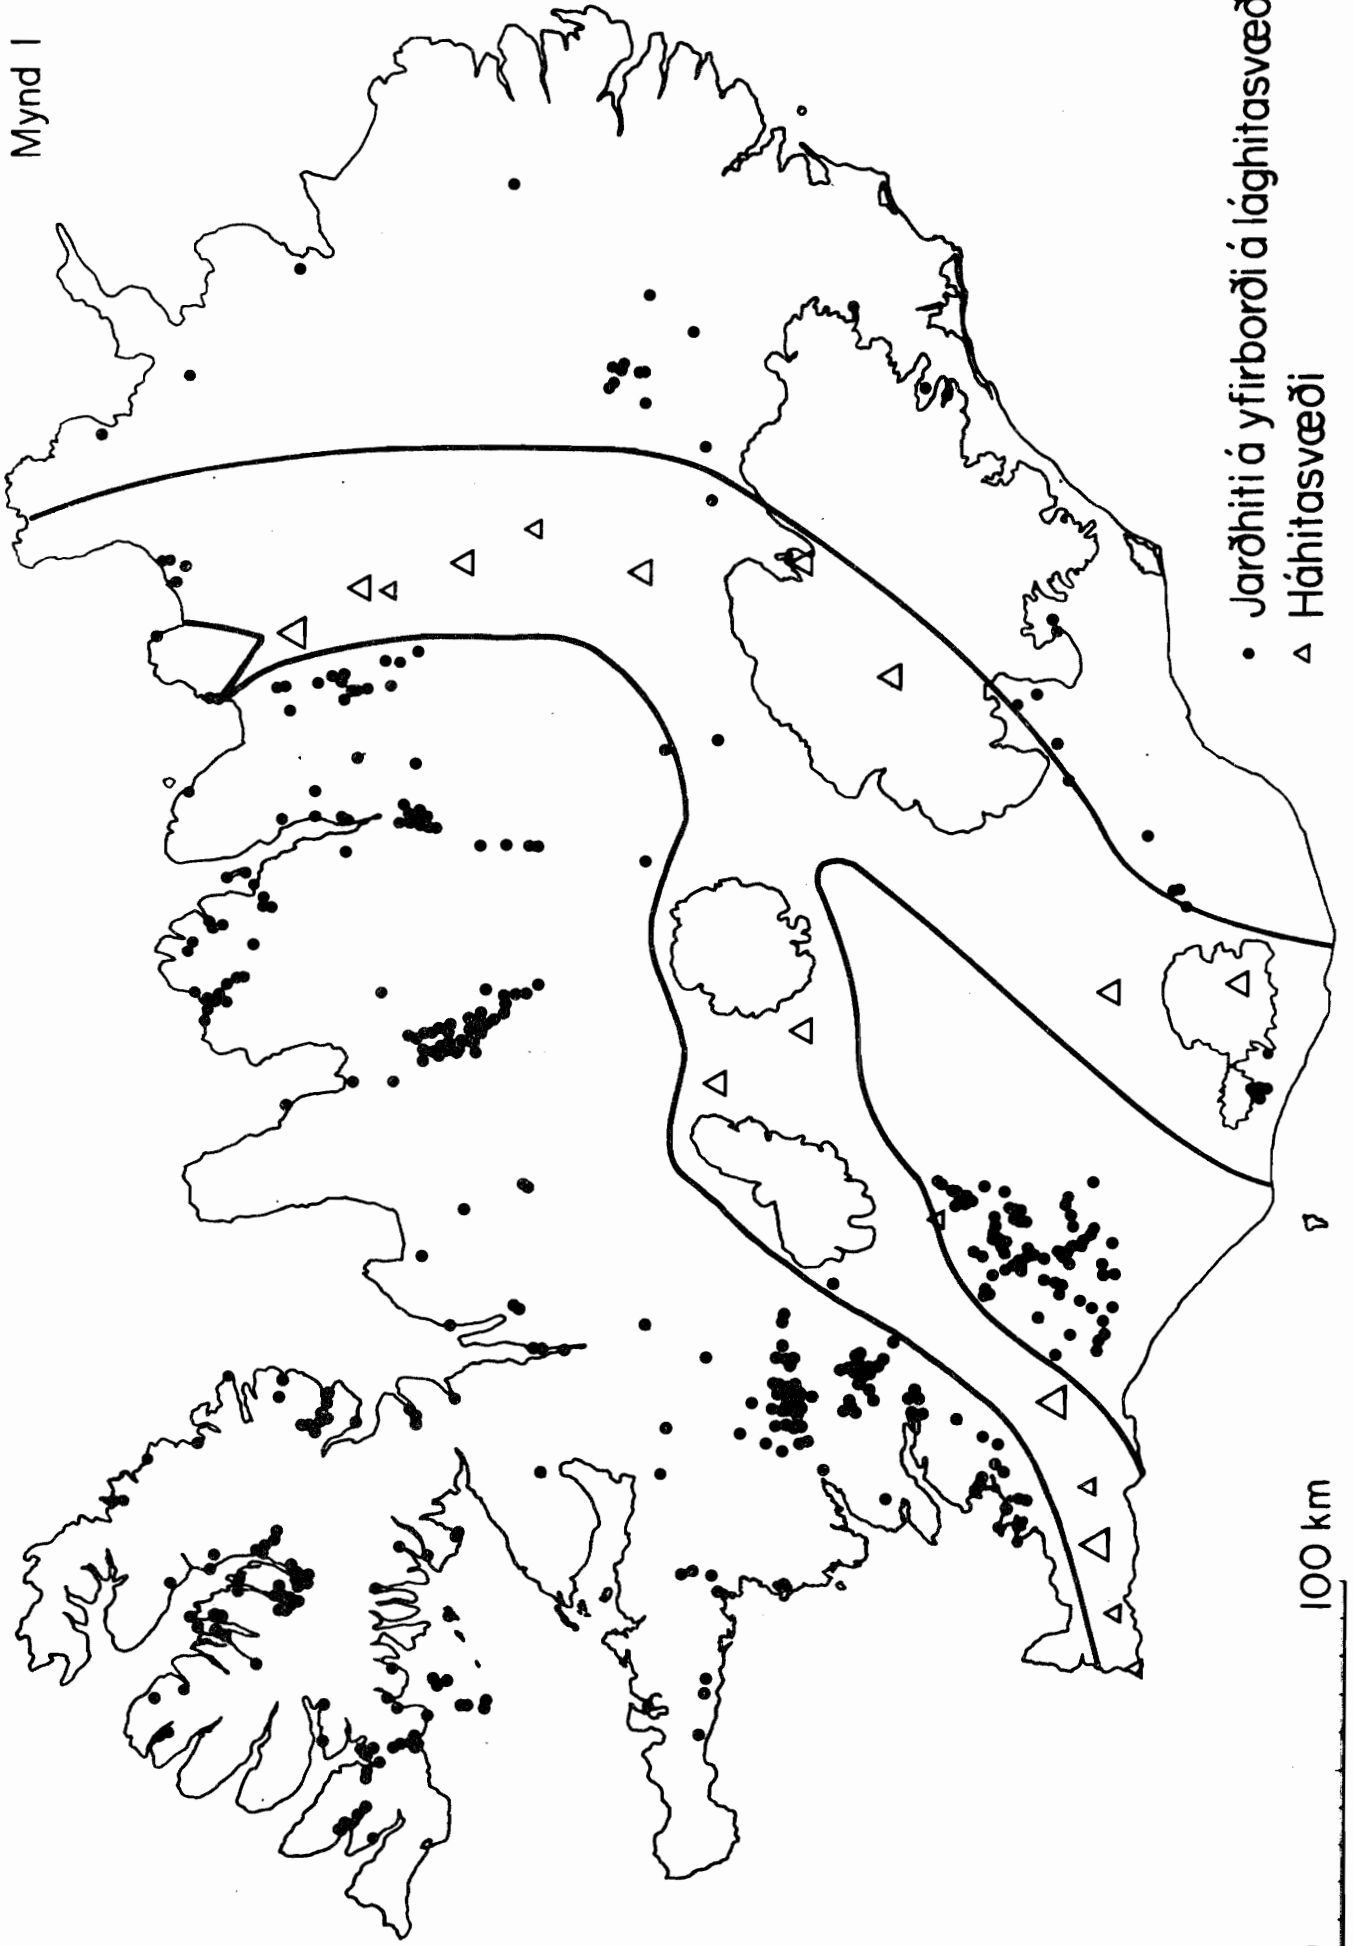 Mynd 1
• Jarðhiti á yfirborði á lághitasvæð
△ Háhitasvæði
100 km